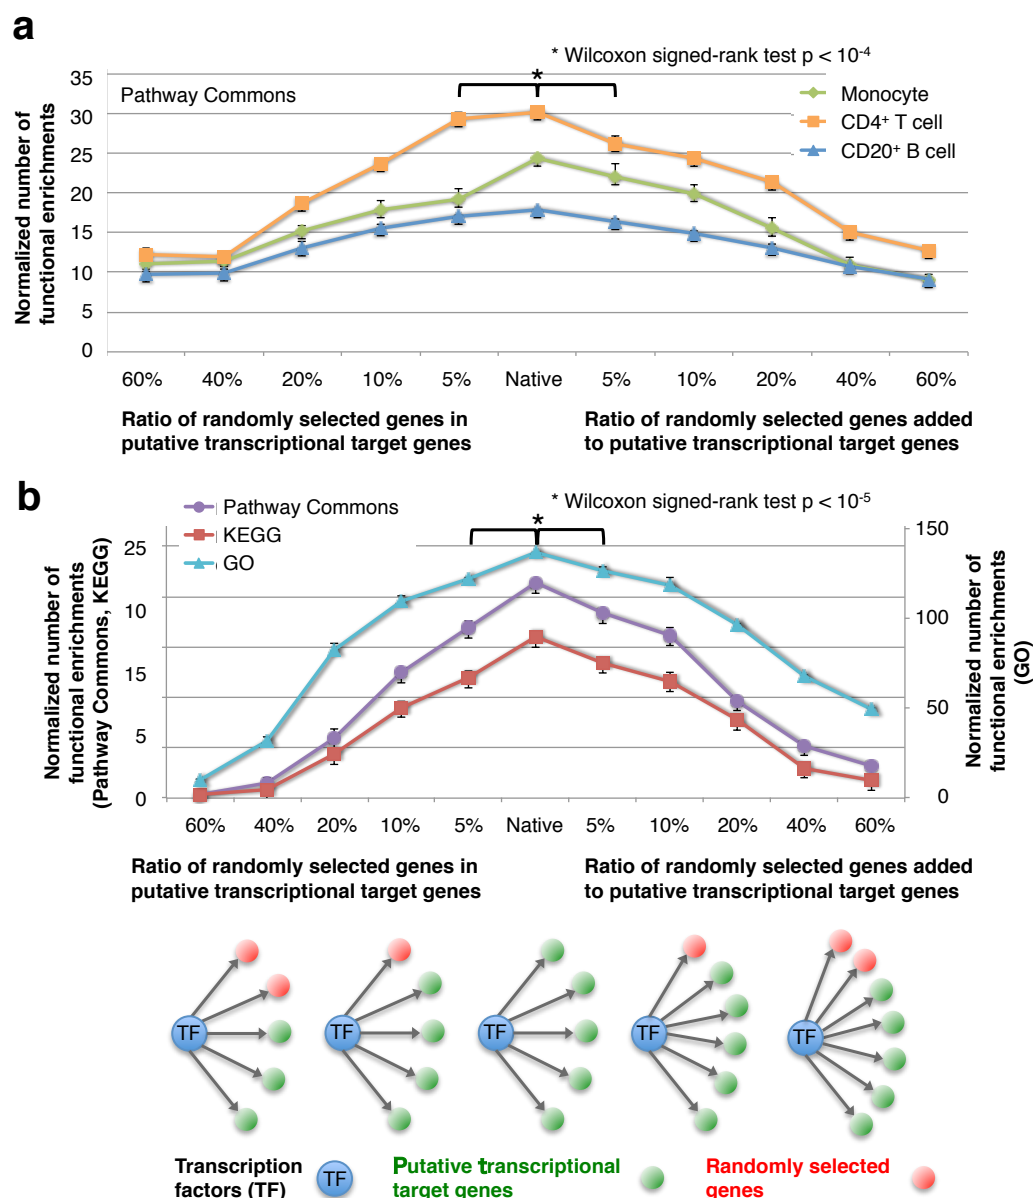 a
* Wilcoxon signed-rank test p < 10⁻⁴
*
Pathway Commons
Monocyte
CD4⁺ T cell
CD20⁺ B cell
Normalized number of
functional enrichments
35
30
25
20
15
10
5
0
60% 40% 20% 10% 5% Native 5% 10% 20% 40% 60%
Ratio of randomly selected genes in
putative transcriptional target genes
Ratio of randomly selected genes added
to putative transcriptional target genes
b
* Wilcoxon signed-rank test p < 10⁻⁵
*
Pathway Commons
KEGG
GO
Normalized number of
functional enrichments
(Pathway Commons, KEGG)
25
10
15
5
0
150
100
50
0
Normalized number of
functional enrichments
(GO)
60% 40% 20% 10% 5% Native 5% 10% 20% 40% 60%
Ratio of randomly selected genes in
putative transcriptional target genes
Ratio of randomly selected genes added
to putative transcriptional target genes
TF TF TF TF TF
Transcription
factors (TF)
TF
Putative transcriptional
target genes
Randomly selected
genes